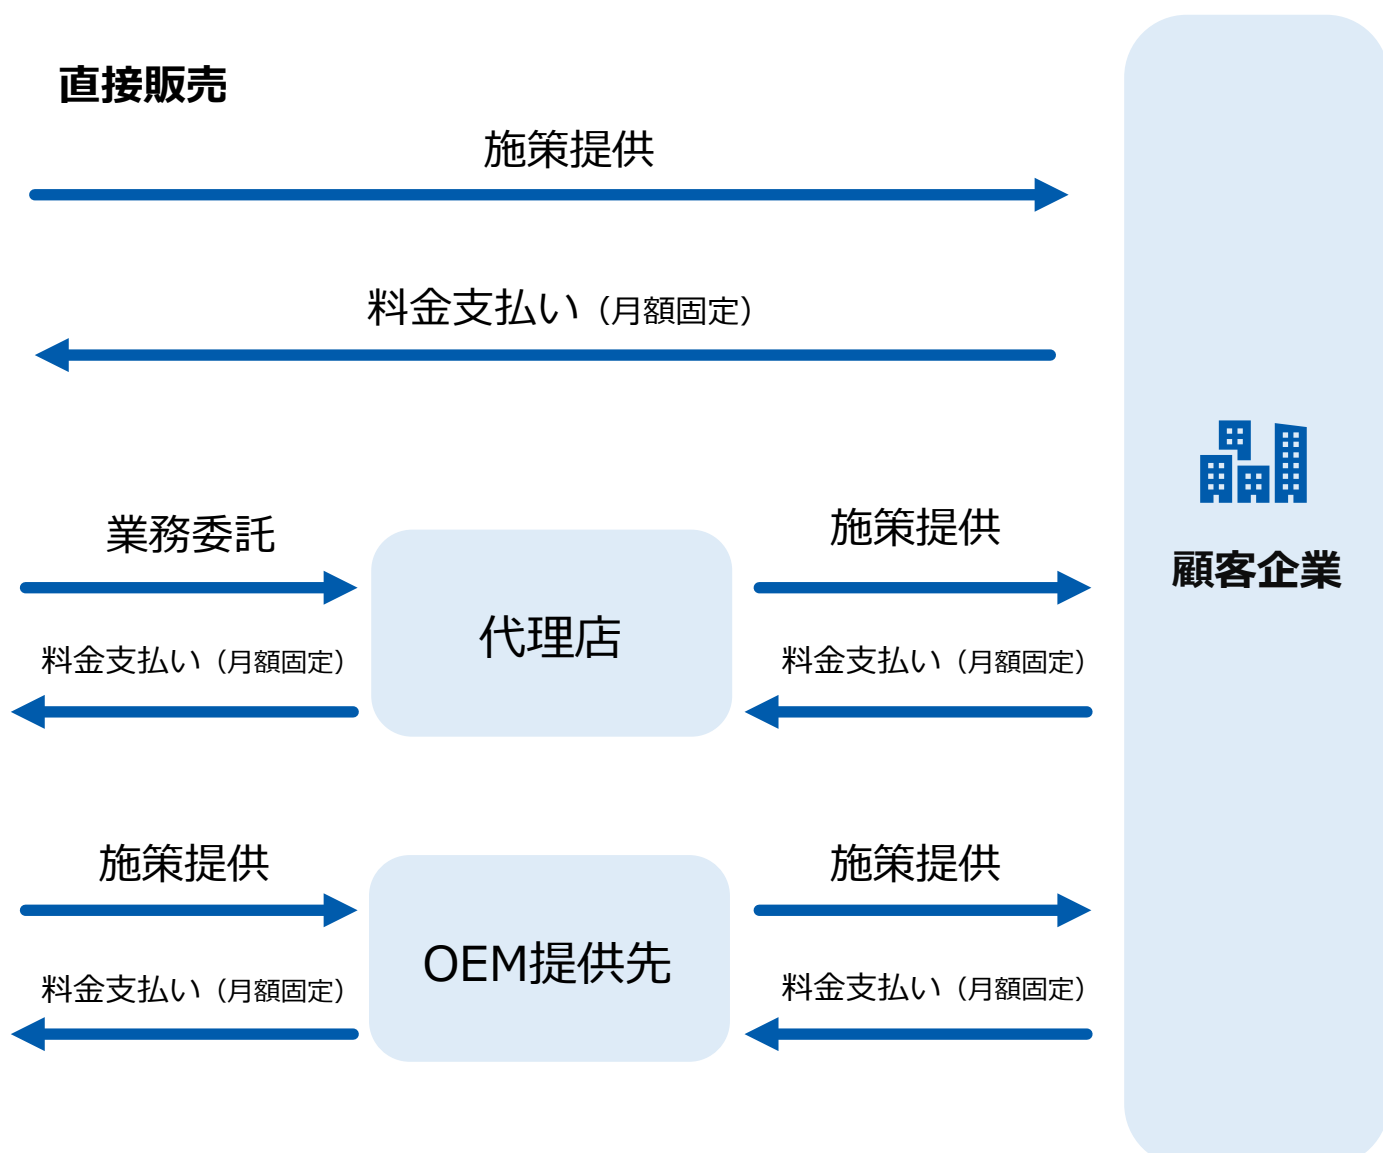 直接販売
施策提供
料金支払い（月額固定）
業務委託
施策提供
代理店
料金支払い（月額固定）
料金支払い（月額固定）
顧客企業
施策提供
施策提供
OEM提供先
料金支払い（月額固定）
料金支払い（月額固定）